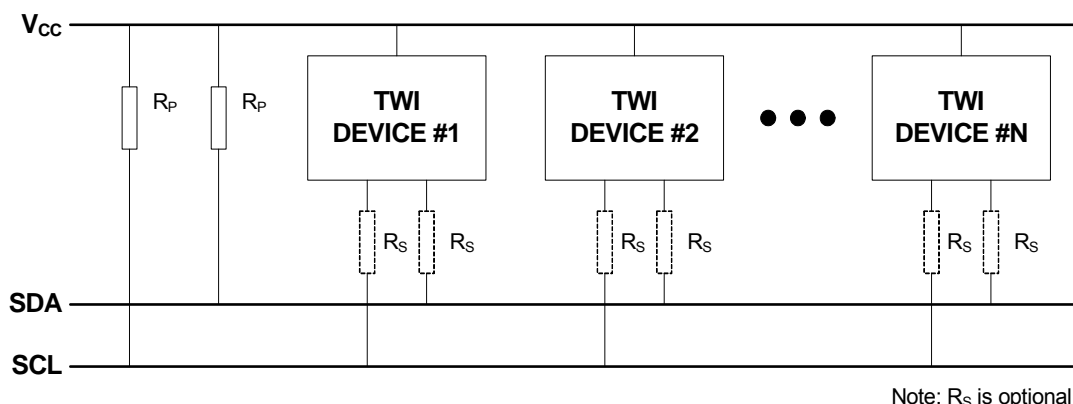 VCC
RP
RP
TWI
DEVICE #1
TWI
DEVICE #2
TWI
DEVICE #N
RS
RS
RS
RS
RS
RS
SDA
SCL
Note: RS is optional